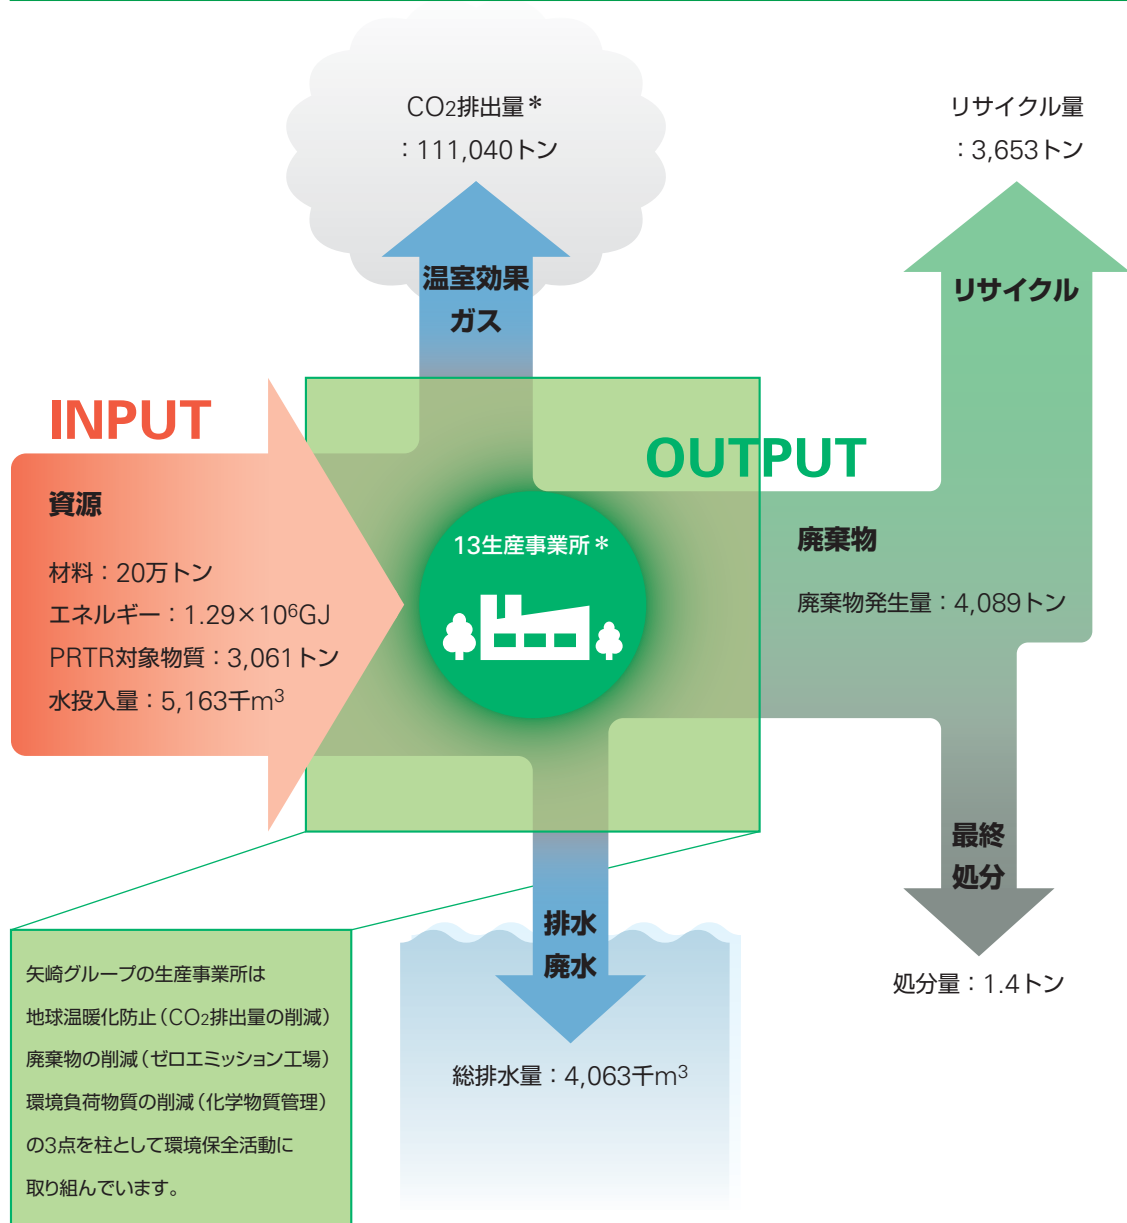 CO2排出量＊
：111,040トン
リサイクル量
：3,653トン
温室効果
ガス
リサイクル
INPUT
OUTPUT
資源
材料：20万トン
エネルギー：1.29×10⁶GJ
PRTR対象物質：3,061トン
水投入量：5,163千m³
13生産事業所＊
廃棄物
廃棄物発生量：4,089トン
最終
処分
処分量：1.4トン
排水
廃水
総排水量：4,063千m³
矢崎グループの生産事業所は
地球温暖化防止（CO2排出量の削減）
廃棄物の削減（ゼロエミッション工場）
環境負荷物質の削減（化学物質管理）
の3点を柱として環境保全活動に
取り組んでいます。